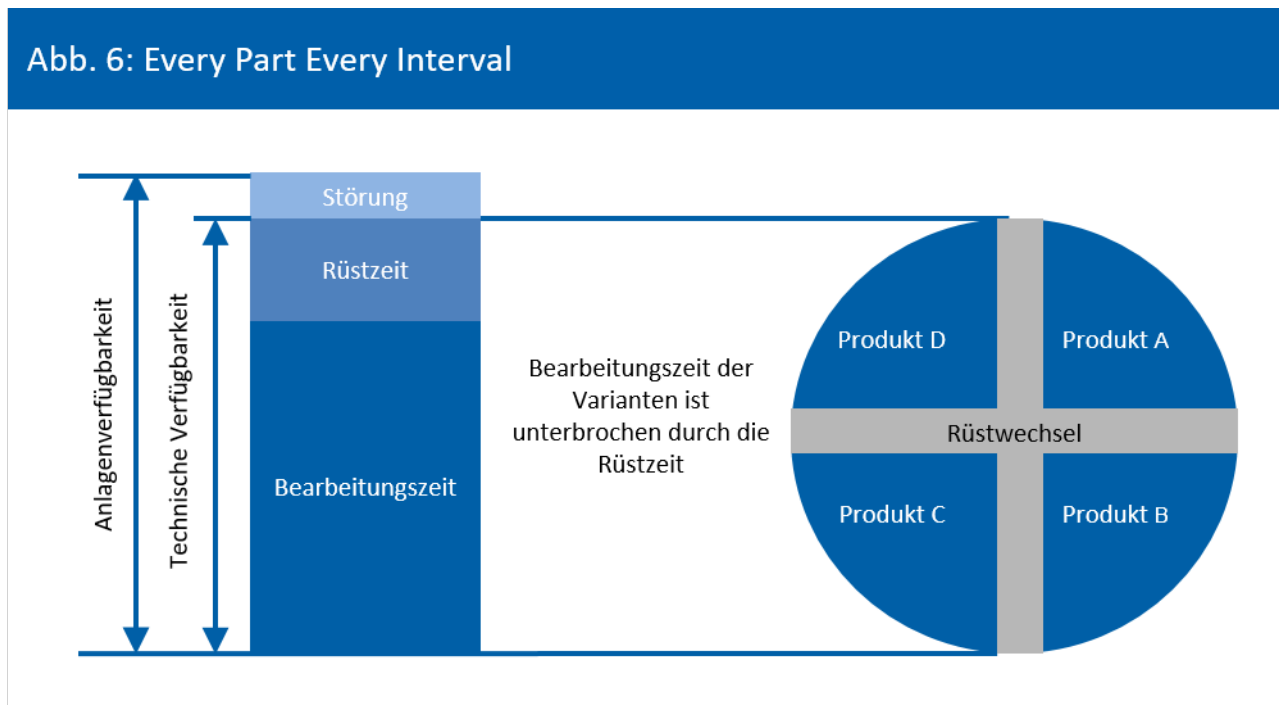 Abb. 6: Every Part Every Interval
Anlagenverfügbarkeit
Technische Verfügbarkeit
Störung
Rüstzeit
Bearbeitungszeit
Bearbeitungszeit der
Varianten ist
unterbrochen durch die
Rüstzeit
Produkt D
Produkt A
Rüstwechsel
Produkt C
Produkt B